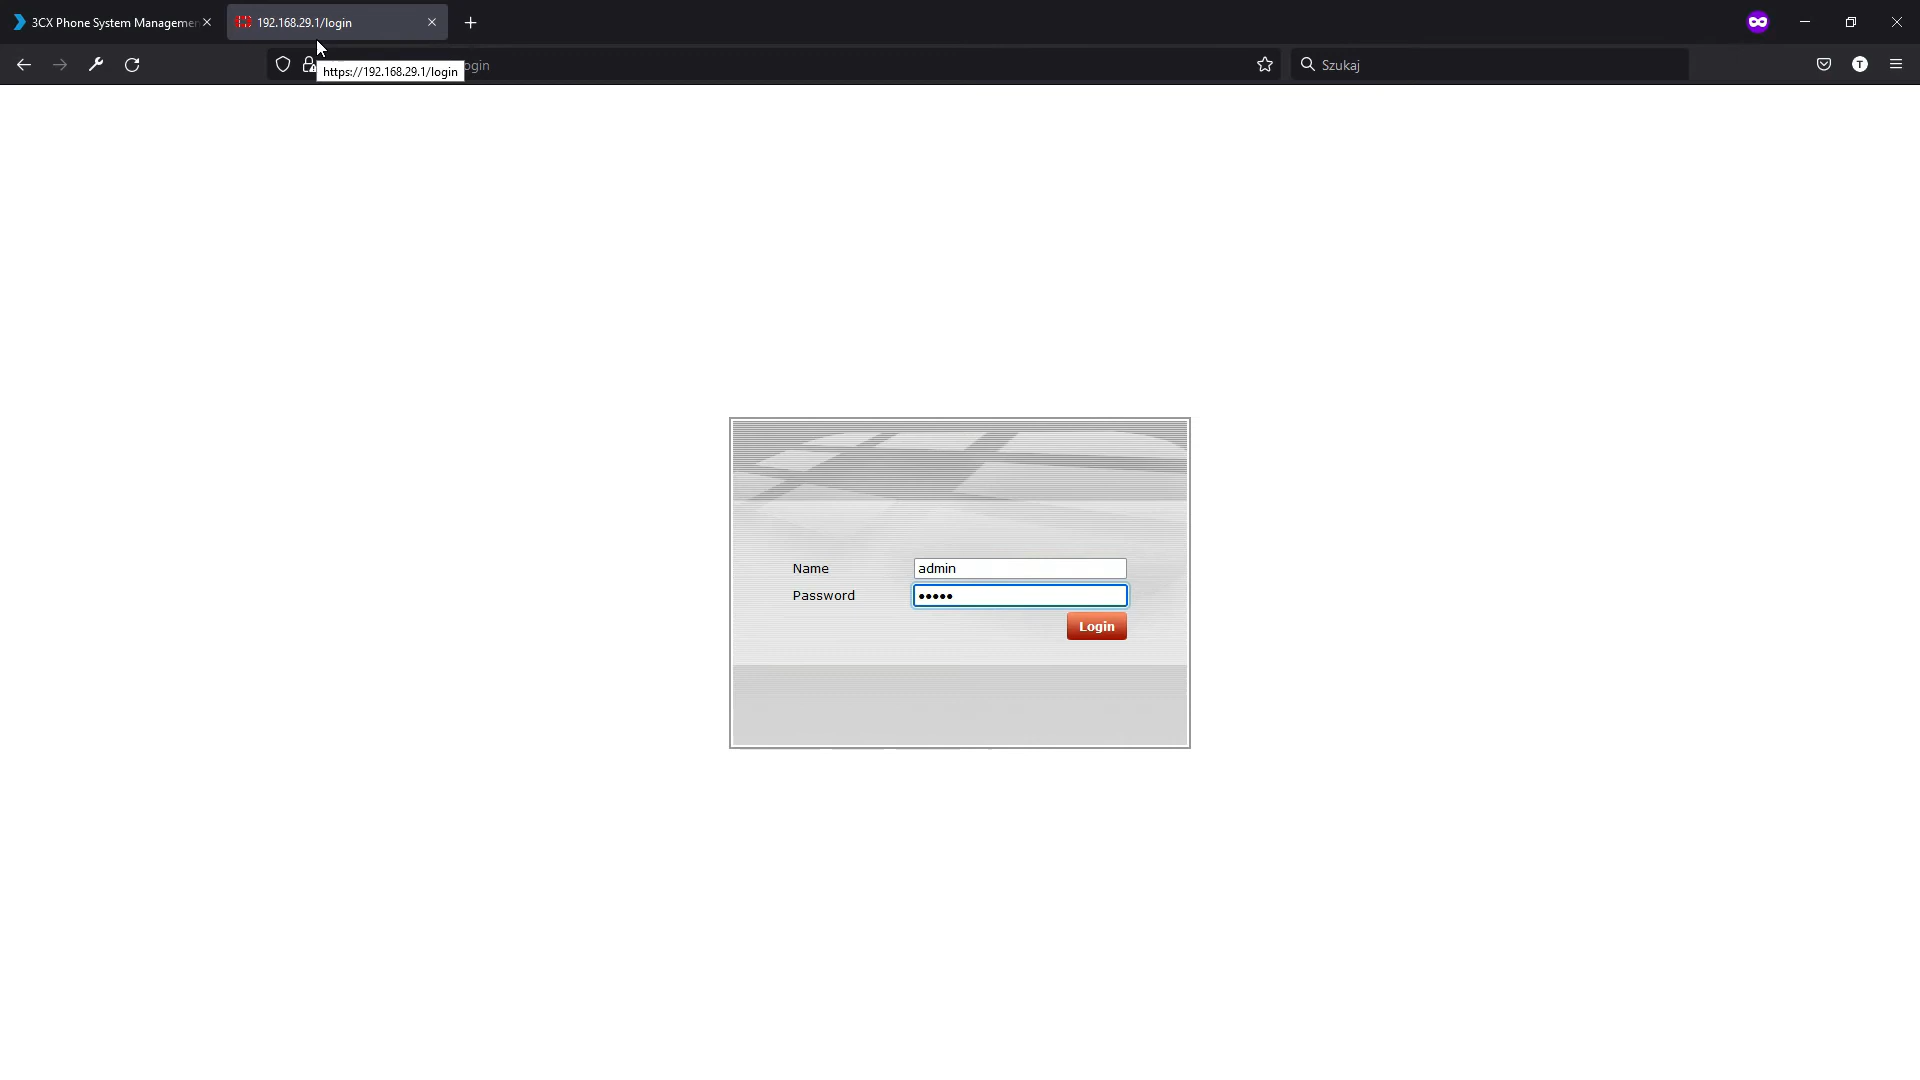 3CX Phone System Managemen
192.168.29.1/login
https://192.168.29.1/login
ogin
Szukaj
T
Name
admin
Password
•••••
Login